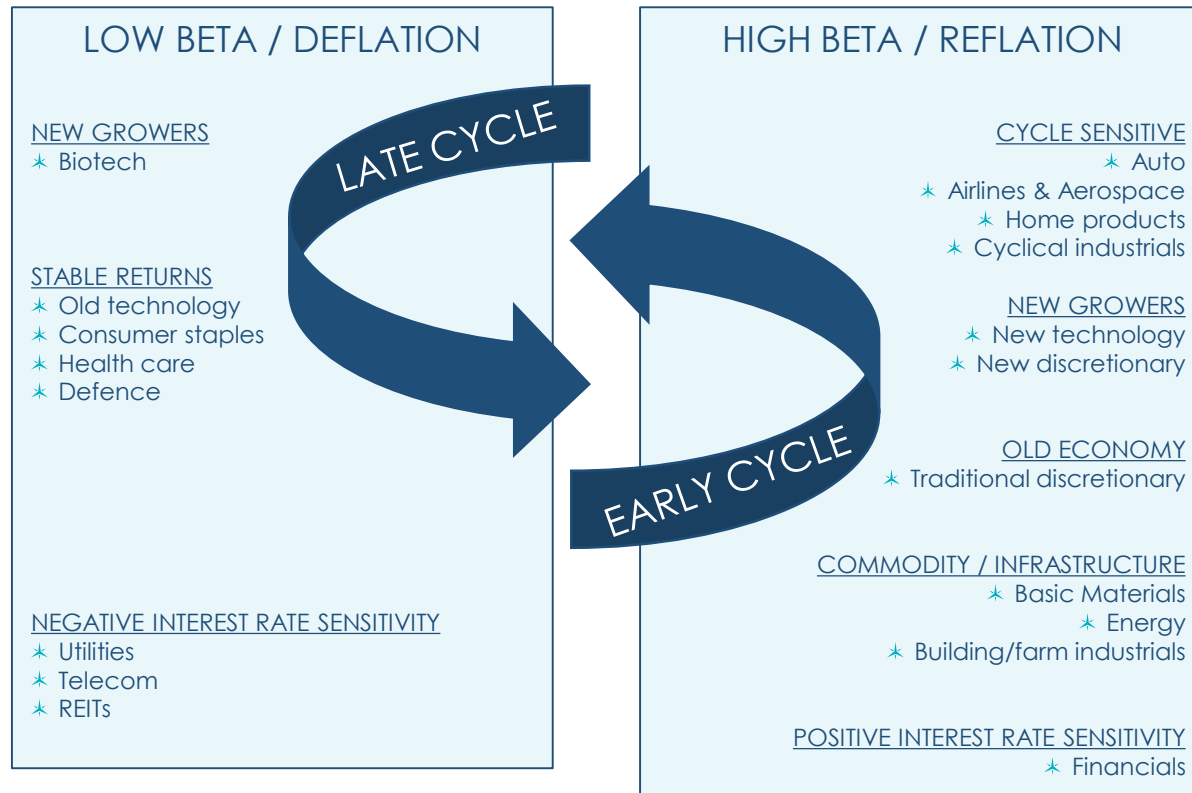 LOW BETA / DEFLATION
NEW GROWERS
Biotech
STABLE RETURNS
Old technology
Consumer staples
Health care
Defence
NEGATIVE INTEREST RATE SENSITIVITY
Utilities
Telecom
REITs
LATE CYCLE
EARLY CYCLE
HIGH BETA / REFLATION
CYCLE SENSITIVE
Auto
Airlines & Aerospace
Home products
Cyclical industrials
NEW GROWERS
New technology
New discretionary
OLD ECONOMY
Traditional discretionary
COMMODITY / INFRASTRUCTURE
Basic Materials
Energy
Building/farm industrials
POSITIVE INTEREST RATE SENSITIVITY
Financials